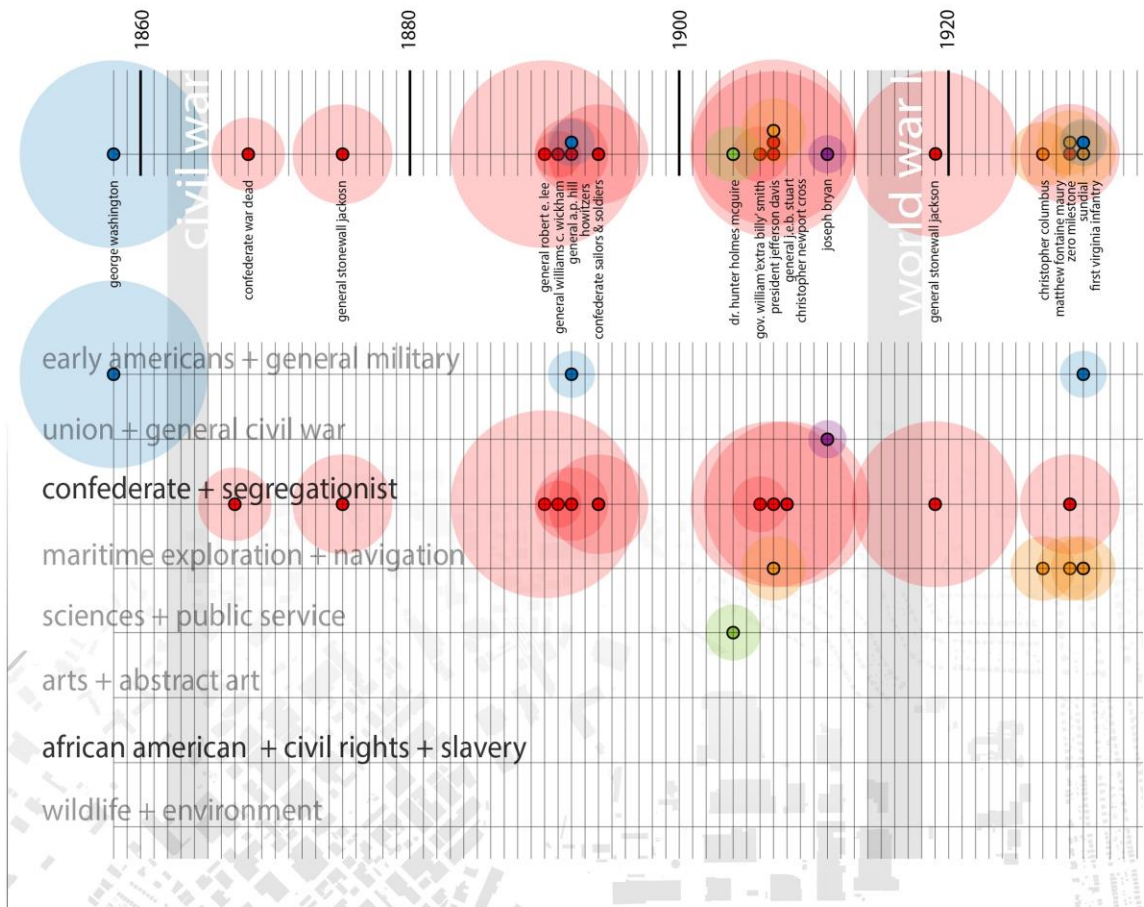 1860
1880
1900
1920
civil war
world war I
george washington
confederate war dead
general stonewall jackosn
general robert e. lee
general williams c. wickham
general a.p. hill
howitzers
confederate sailors & soldiers
dr. hunter holmes mcguire
gov. william 'extra billy' smith
president jefferson davis
general j.e.b. stuart
christopher newport cross
joseph bryan
general stonewall jackson
christopher columbus
matthew fontaine maury
zero milestone
sundial
first virginia infantry
early americans + general military
union + general civil war
confederate + segregationist
maritime exploration + navigation
sciences + public service
arts + abstract art
african american + civil rights + slavery
wildlife + environment